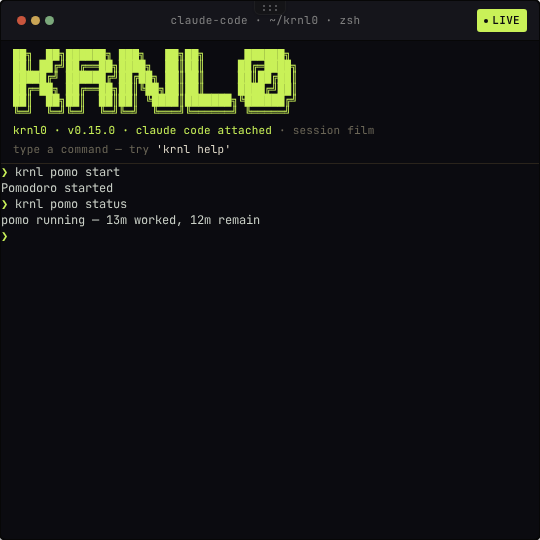 claude-code · ~/krnl0 · zsh
LIVE
KRNL0
krnl0 · v0.15.0 · claude code attached · session film
type a command — try 'krnl help'
❯ krnl pomo start
Pomodoro started
❯ krnl pomo status
pomo running — 13m worked, 12m remain
❯